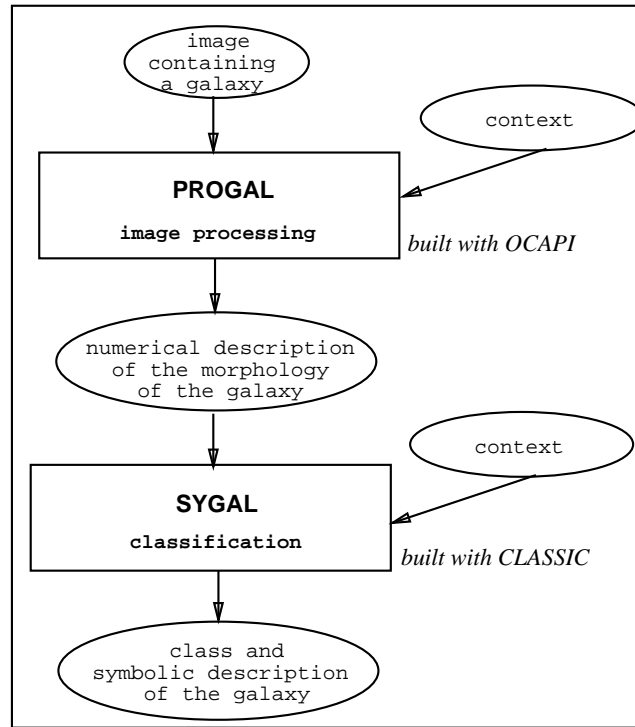 image
containing
a galaxy
context
PROGAL
image processing
built with OCAPI
numerical description
of the morphology
of the galaxy
context
SYGAL
classification
built with CLASSIC
class and
symbolic description
of the galaxy